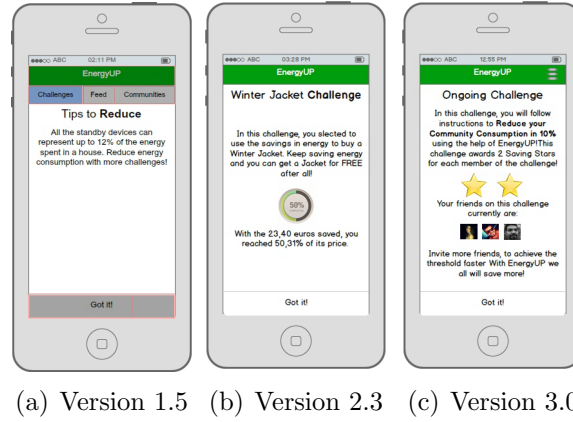 ABC 02:11 PM
EnergyUP
Challenges Feed Communities
Tips to Reduce
All the standby devices can
represent up to 12% of the energy
spent in a house. Reduce energy
consumption with more challenges!
Got it!
(a) Version 1.5
ABC 03:28 PM
EnergyUP
Winter Jacket Challenge
In this challenge, you slected to
use the savings in energy to buy a
Winter Jacket. Keep saving energy
and you can get a Jacket for FREE
after all!
50%
With the 23,40 euros saved, you
reached 50,31% of its price.
Got it!
(b) Version 2.3
ABC 12:55 PM
EnergyUP
Ongoing Challenge
In this challenge, you will follow
instructions to Reduce your
Community Consumption in 10%
using the help of EnergyUP!This
challenge awards 2 Saving Stars
for each member of the challenge!
Your friends on this challenge
currently are:
Invite more friends, to achieve the
threshold faster With EnergyUP we
all will save more!
Got it!
(c) Version 3.0